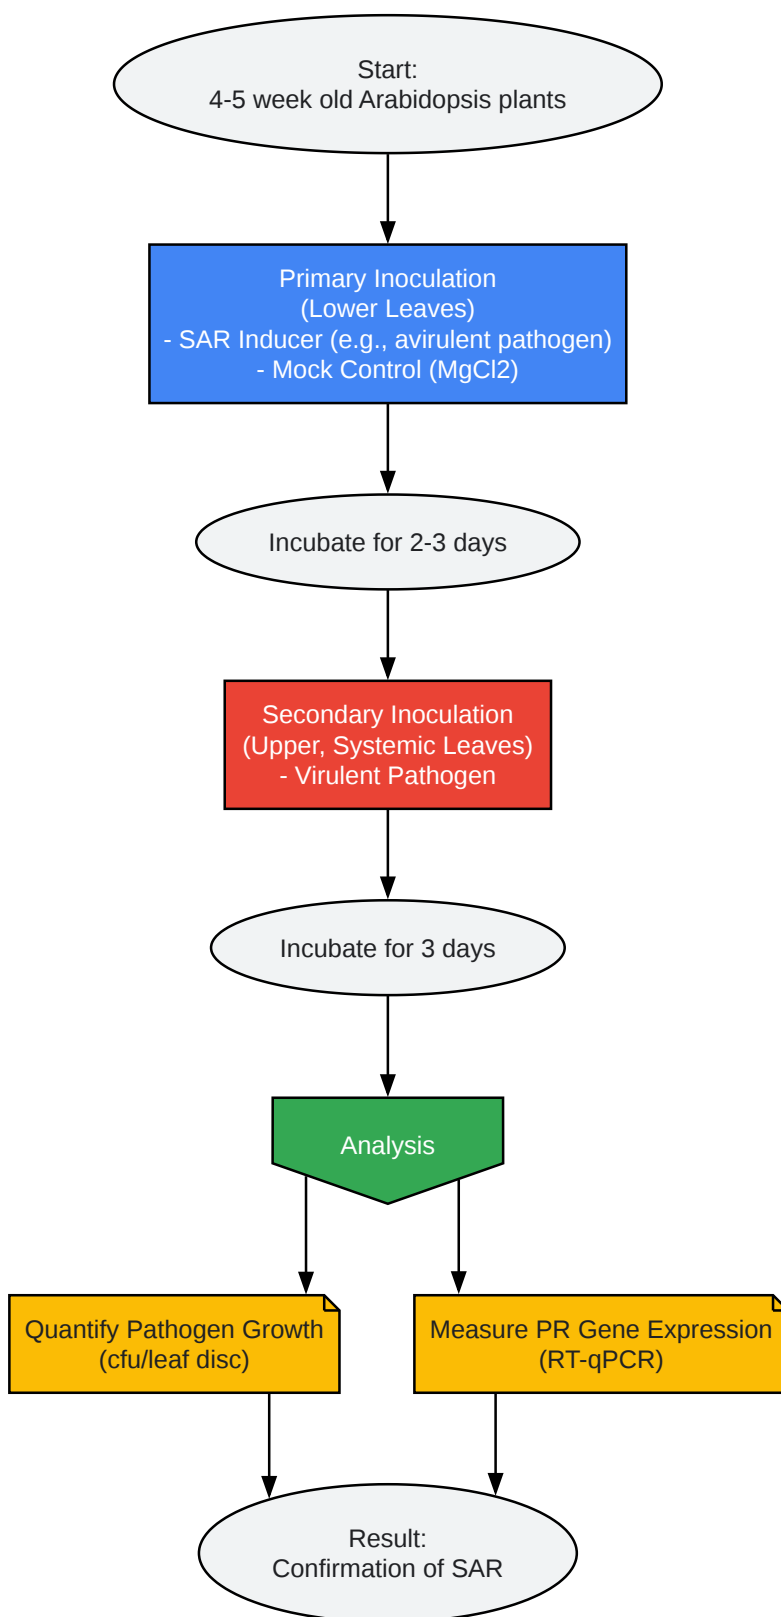 Start:
4-5 week old Arabidopsis plants
Primary Inoculation
(Lower Leaves)
- SAR Inducer (e.g., avirulent pathogen)
- Mock Control (MgCl2)
Incubate for 2-3 days
Secondary Inoculation
(Upper, Systemic Leaves)
- Virulent Pathogen
Incubate for 3 days
Analysis
Quantify Pathogen Growth
(cfu/leaf disc)
Measure PR Gene Expression
(RT-qPCR)
Result:
Confirmation of SAR